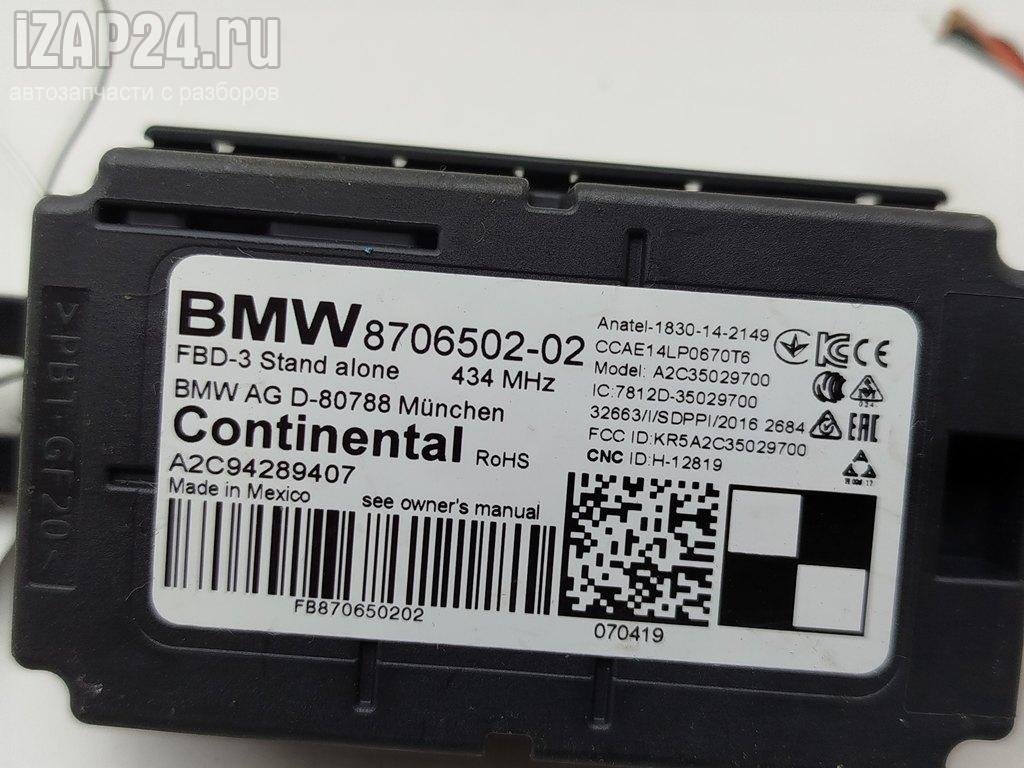 iZAP24.ru
автозапчасти с разборов
>PBT-GF20<
BMW 8706502-02
FBD-3 Stand alone 434 MHz
BMW AG D-80788 München
Continental RoHS
A2C94289407
Made in Mexico
see owner's manual
FB870650202
Anatel-1830-14-2149
CCAE14LP0670T6
Model: A2C35029700
IC:7812D-35029700
32663/I/SDPPI/2016 2684
FCC ID:KR5A2C35029700
CNC ID:H-12819
CE
EAC
070419